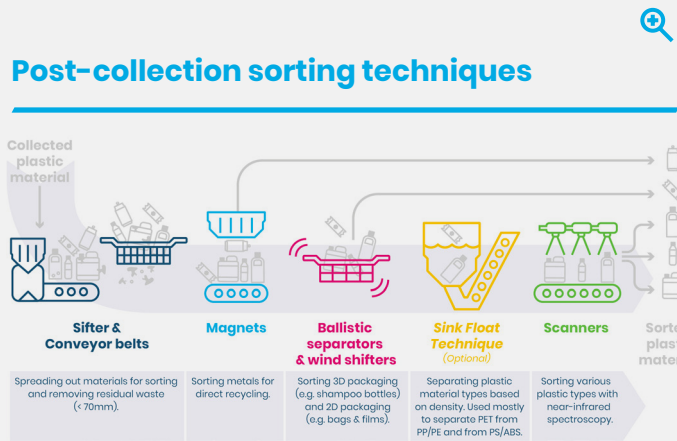 Post-collection sorting techniques
Collected
plastic
material
Sifter &
Conveyor belts
Magnets
Ballistic
separators
& wind shifters
Sink Float
Technique
(Optional)
Scanners
Spreading out materials for sorting
and removing residual waste
(< 70mm).
Sorting metals for
direct recycling.
Sorting 3D packaging
(e.g. shampoo bottles)
and 2D packaging
(e.g. bags & films).
Separating plastic
material types based
on density. Used mostly
to separate PET from
PP/PE and from PS/ABS.
Sorting various
plastic types with
near-infrared
spectroscopy.